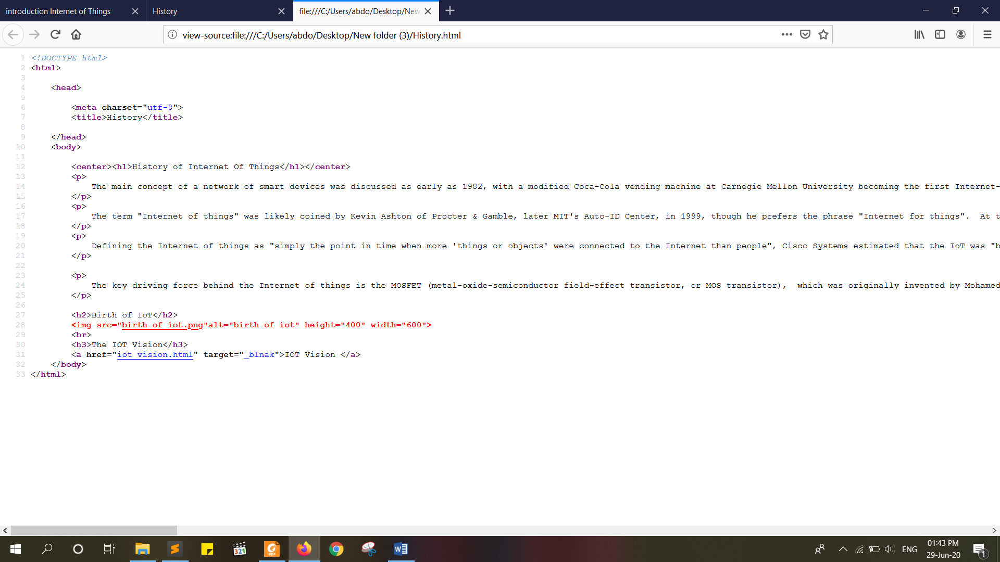 introduction Internet of Things
History
file:///C:/Users/abdo/Desktop/New
view-source:file:///C:/Users/abdo/Desktop/New folder (3)/History.html
1 <!DOCTYPE html>
2 <html>
3
4 <head>
5
6 <meta charset="utf-8">
7 <title>History</title>
8
9 </head>
10 <body>
11
12 <center><h1>History of Internet Of Things</h1></center>
13 <p>
14 The main concept of a network of smart devices was discussed as early as 1982, with a modified Coca-Cola vending machine at Carnegie Mellon University becoming the first Internet-
15 </p>
16 <p>
17 The term "Internet of things" was likely coined by Kevin Ashton of Procter & Gamble, later MIT's Auto-ID Center, in 1999, though he prefers the phrase "Internet for things".  At t
18 </p>
19 <p>
20 Defining the Internet of things as "simply the point in time when more 'things or objects' were connected to the Internet than people", Cisco Systems estimated that the IoT was "b
21 </p>
22
23 <p>
24 The key driving force behind the Internet of things is the MOSFET (metal-oxide-semiconductor field-effect transistor, or MOS transistor),  which was originally invented by Mohamed
25 </p>
26
27 <h2>Birth of IoT</h2>
28 <img src="birth of iot.png"alt="birth of iot" height="400" width="600">
29 <br>
30 <h3>The IOT Vision</h3>
31 <a href="iot vision.html" target="_blnak">IOT Vision </a>
32 </body>
33 </html>
321
PDF
ENG
01:43 PM
29-Jun-20
1